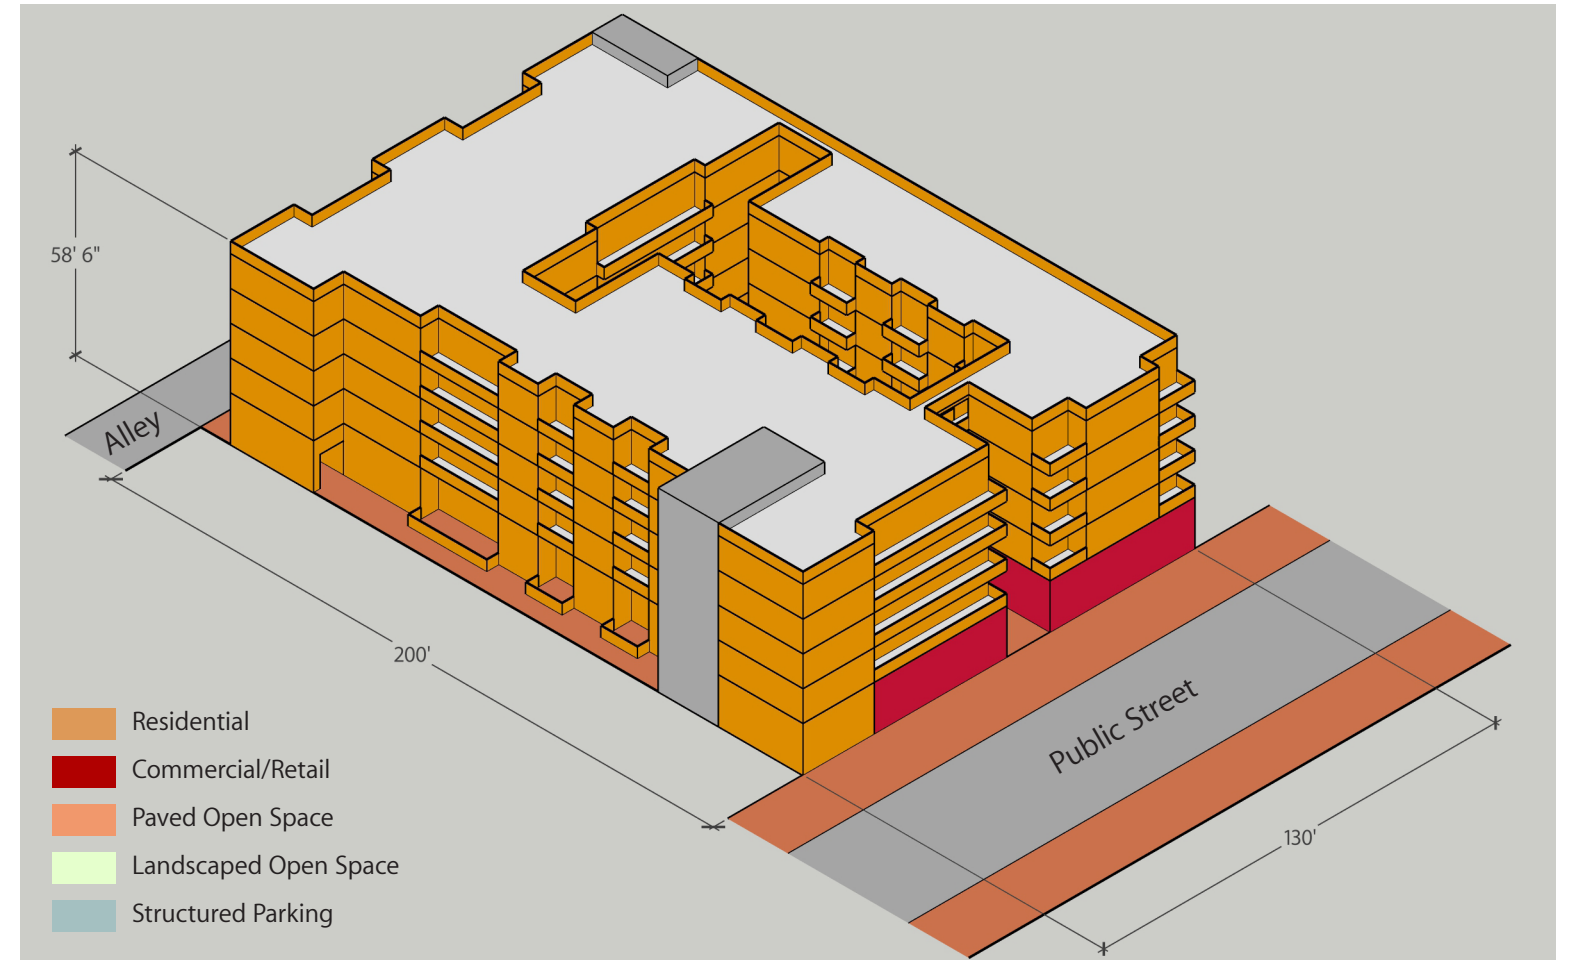 58' 6"
Alley
200'
Public Street
130'
Residential
Commercial/Retail
Paved Open Space
Landscaped Open Space
Structured Parking